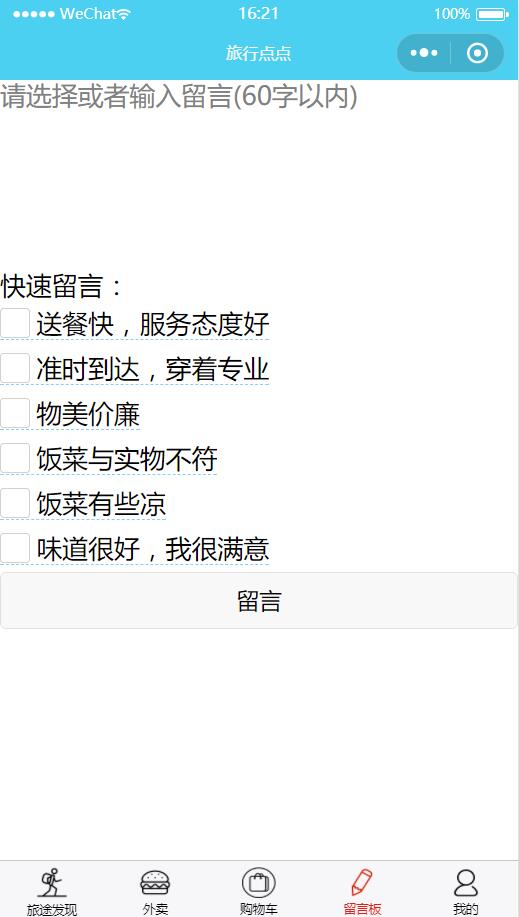 WeChat 16:21 100%
旅行点点
请选择或者输入留言(60字以内)
快速留言：
送餐快，服务态度好
准时到达，穿着专业
物美价廉
饭菜与实物不符
饭菜有些凉
味道很好，我很满意
留言
旅途发现 外卖 购物车 留言板 我的